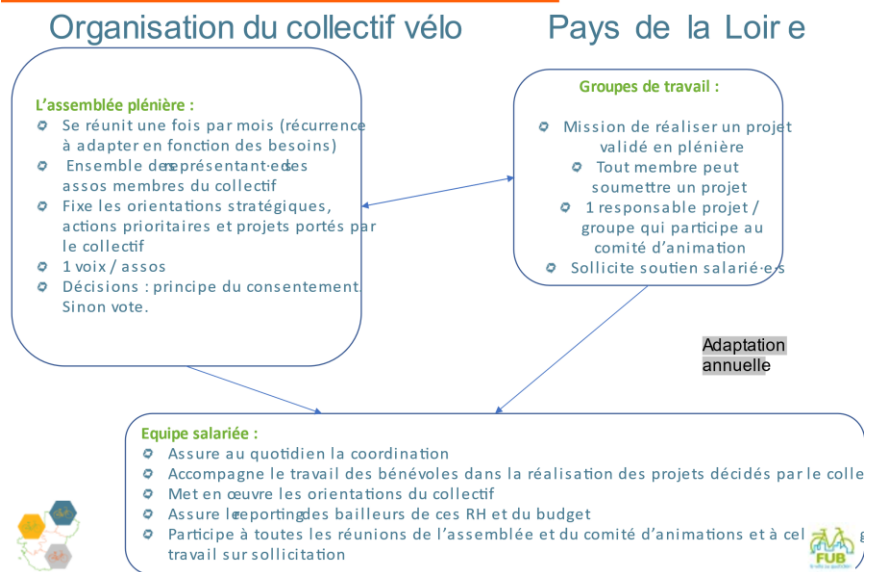 Organisation du collectif vélo Pays de la Loire
L'assemblée plénière :
Se réunit une fois par mois (récurrence
à adapter en fonction des besoins)
Ensemble des représentant·e·s des
assos membres du collectif
Fixe les orientations stratégiques,
actions prioritaires et projets portés par
le collectif
1 voix / assos
Décisions : principe du consentement.
Sinon vote.
Groupes de travail :
Mission de réaliser un projet
validé en plénière
Tout membre peut
soumettre un projet
1 responsable projet /
groupe qui participe au
comité d'animation
Sollicite soutien salarié·e·s
Adaptation
annuelle
Equipe salariée :
Assure au quotidien la coordination
Accompagne le travail des bénévoles dans la réalisation des projets décidés par le colle
Met en œuvre les orientations du collectif
Assure le reporting des bailleurs de ces RH et du budget
Participe à toutes les réunions de l'assemblée et du comité d'animations et à cel
travail sur sollicitation
FUB